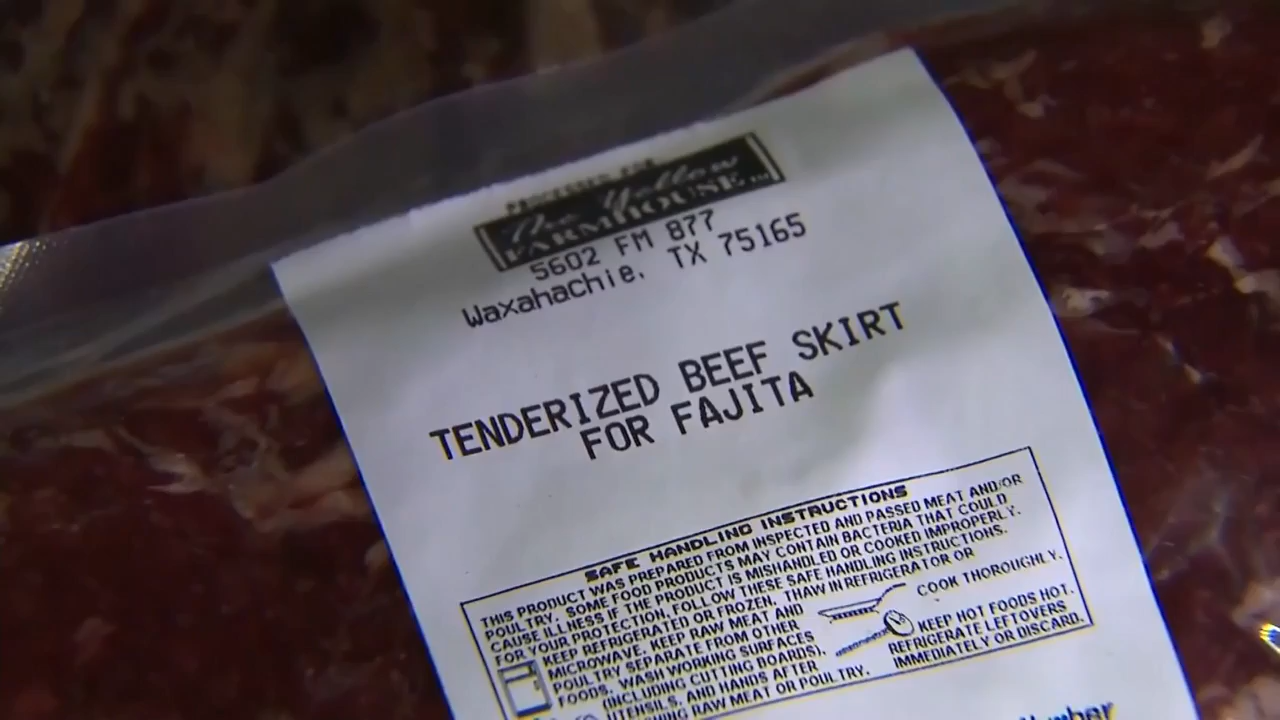 PROCESSED FOR
The Yellow
FARMHOUSE
5602 FM 877
Waxahachie, TX 75165
TENDERIZED BEEF SKIRT
FOR FAJITA
SAFE HANDLING INSTRUCTIONS
THIS PRODUCT WAS PREPARED FROM INSPECTED AND PASSED MEAT AND/OR
POULTRY. SOME FOOD PRODUCTS MAY CONTAIN BACTERIA THAT COULD
CAUSE ILLNESS IF THE PRODUCT IS MISHANDLED OR COOKED IMPROPERLY.
FOR YOUR PROTECTION, FOLLOW THESE SAFE HANDLING INSTRUCTIONS.
KEEP REFRIGERATED OR FROZEN. THAW IN REFRIGERATOR OR
MICROWAVE. KEEP RAW MEAT AND
POULTRY SEPARATE FROM OTHER
FOODS. WASH WORKING SURFACES
(INCLUDING CUTTING BOARDS),
UTENSILS, AND HANDS AFTER
RAW MEAT OR POULTRY.
COOK THOROUGHLY.
KEEP HOT FOODS HOT.
REFRIGERATE LEFTOVERS
IMMEDIATELY OR DISCARD.